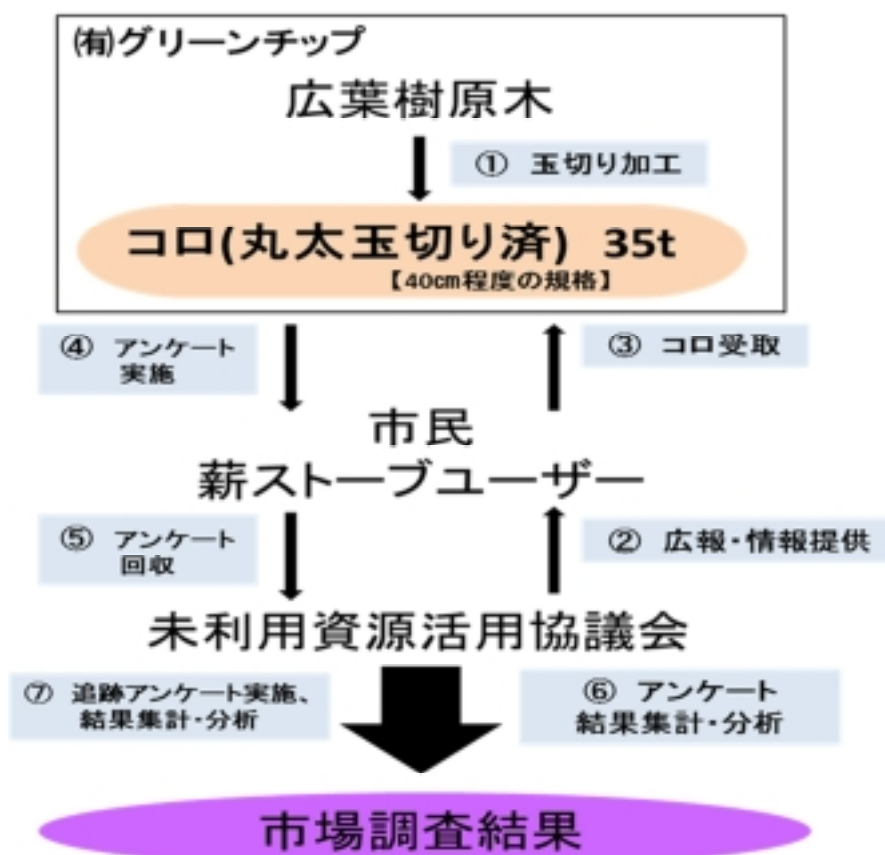 ㈲グリーンチップ
広葉樹原木
① 玉切り加工
コロ(丸太玉切り済) 35t
【40㎝程度の規格】
④ アンケート
実施
③ コロ受取
市民
薪ストーブユーザー
⑤ アンケート
回収
② 広報・情報提供
未利用資源活用協議会
⑦ 追跡アンケート実施、
結果集計・分析
⑥ アンケート
結果集計・分析
市場調査結果